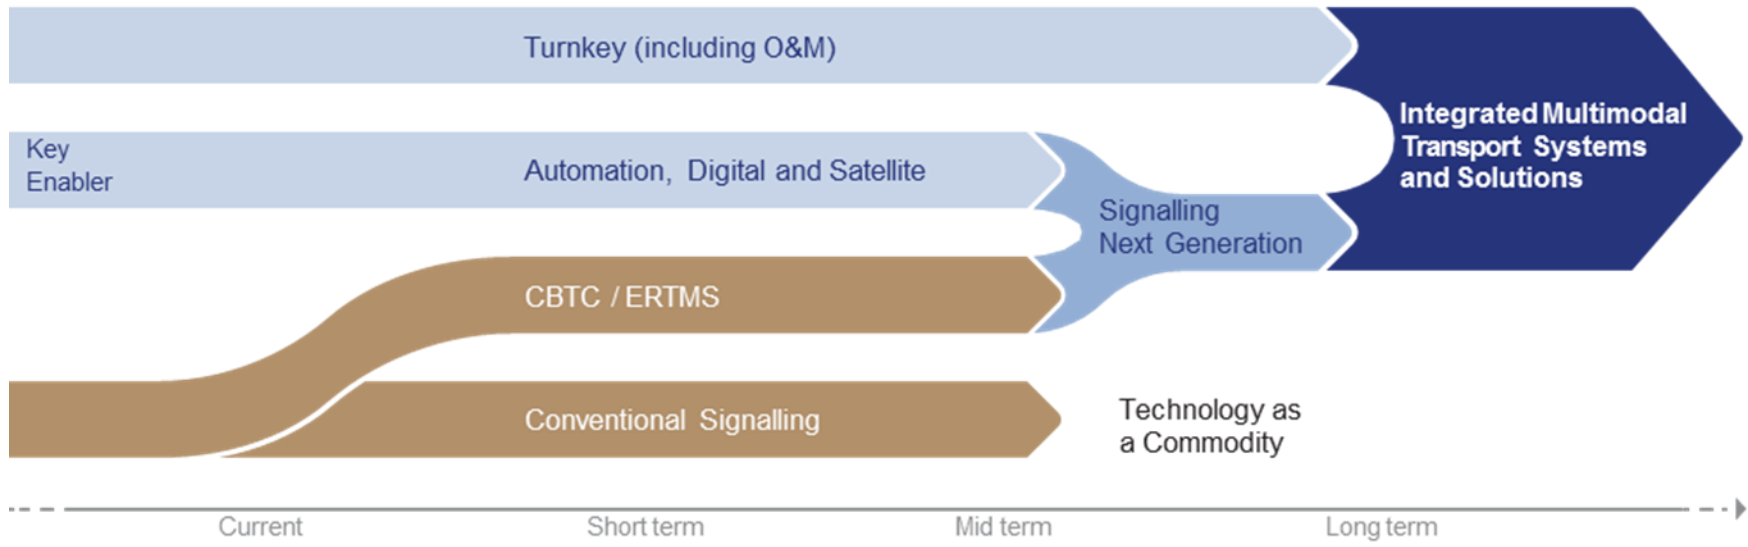 Turnkey (including O&M)
Key
Enabler
Automation, Digital and Satellite
Integrated Multimodal
Transport Systems
and Solutions
Signalling
Next Generation
CBTC / ERTMS
Conventional Signalling
Technology as
a Commodity
Current
Short term
Mid term
Long term